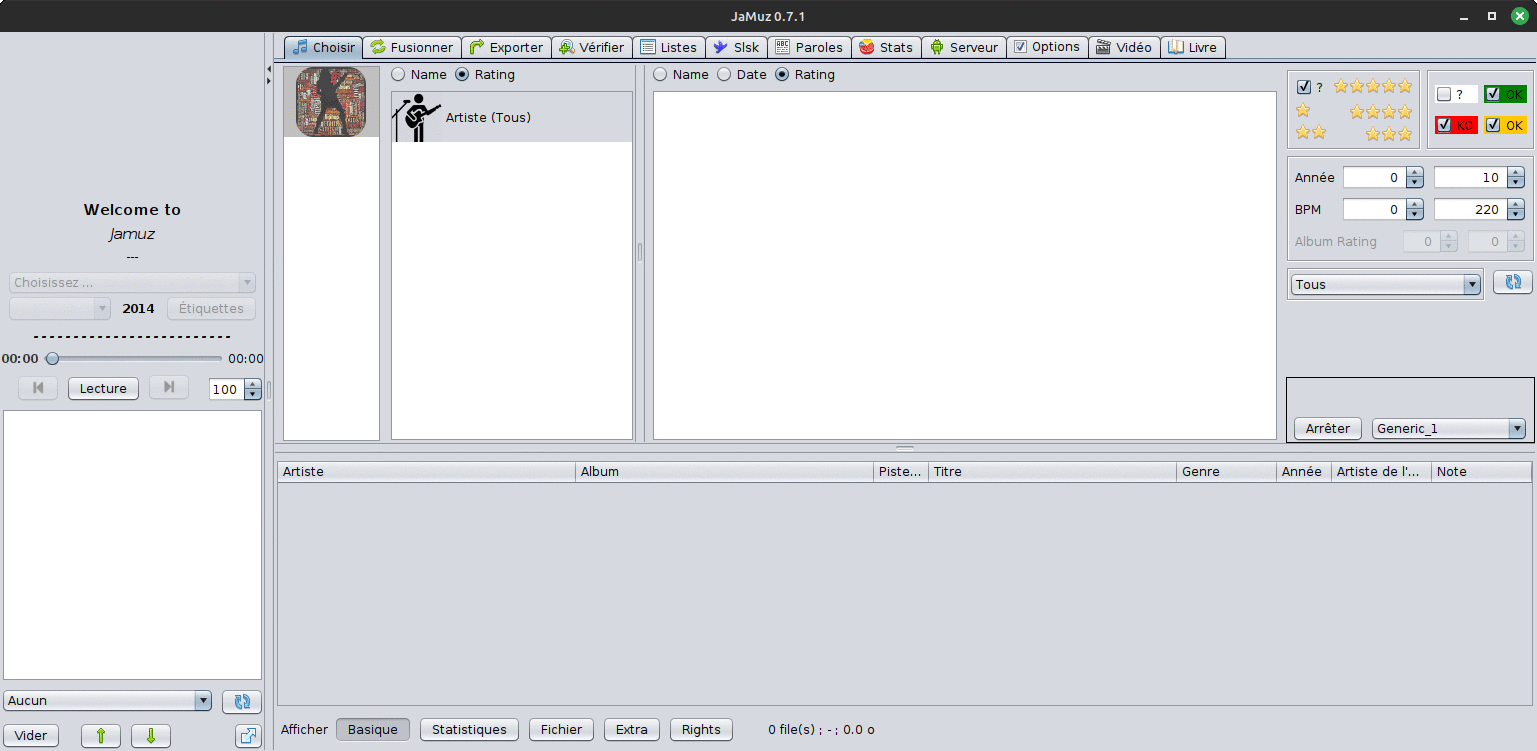 JaMuz 0.7.1
Choisir Fusionner Exporter Vérifier Listes Slsk Paroles Stats Serveur Options Vidéo Livre
Name Rating
Name Date Rating
Artiste (Tous)
? 
? OK
KO OK
Année 0 10
BPM 0 220
Album Rating 0 0
Tous
Arrêter Generic_1
Welcome to
Jamuz
---
Choisissez ...
2014 Étiquettes
00:00 00:00
Lecture 100
Aucun
Vider
Artiste Album Piste... Titre Genre Année Artiste de l'... Note
Afficher Basique Statistiques Fichier Extra Rights 0 file(s) ; - ; 0.0 o